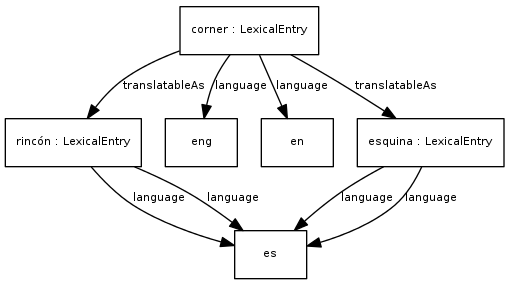 corner : LexicalEntry
translatableAs
language
language
translatableAs
rincón : LexicalEntry
eng
en
esquina : LexicalEntry
language
language
language
language
es